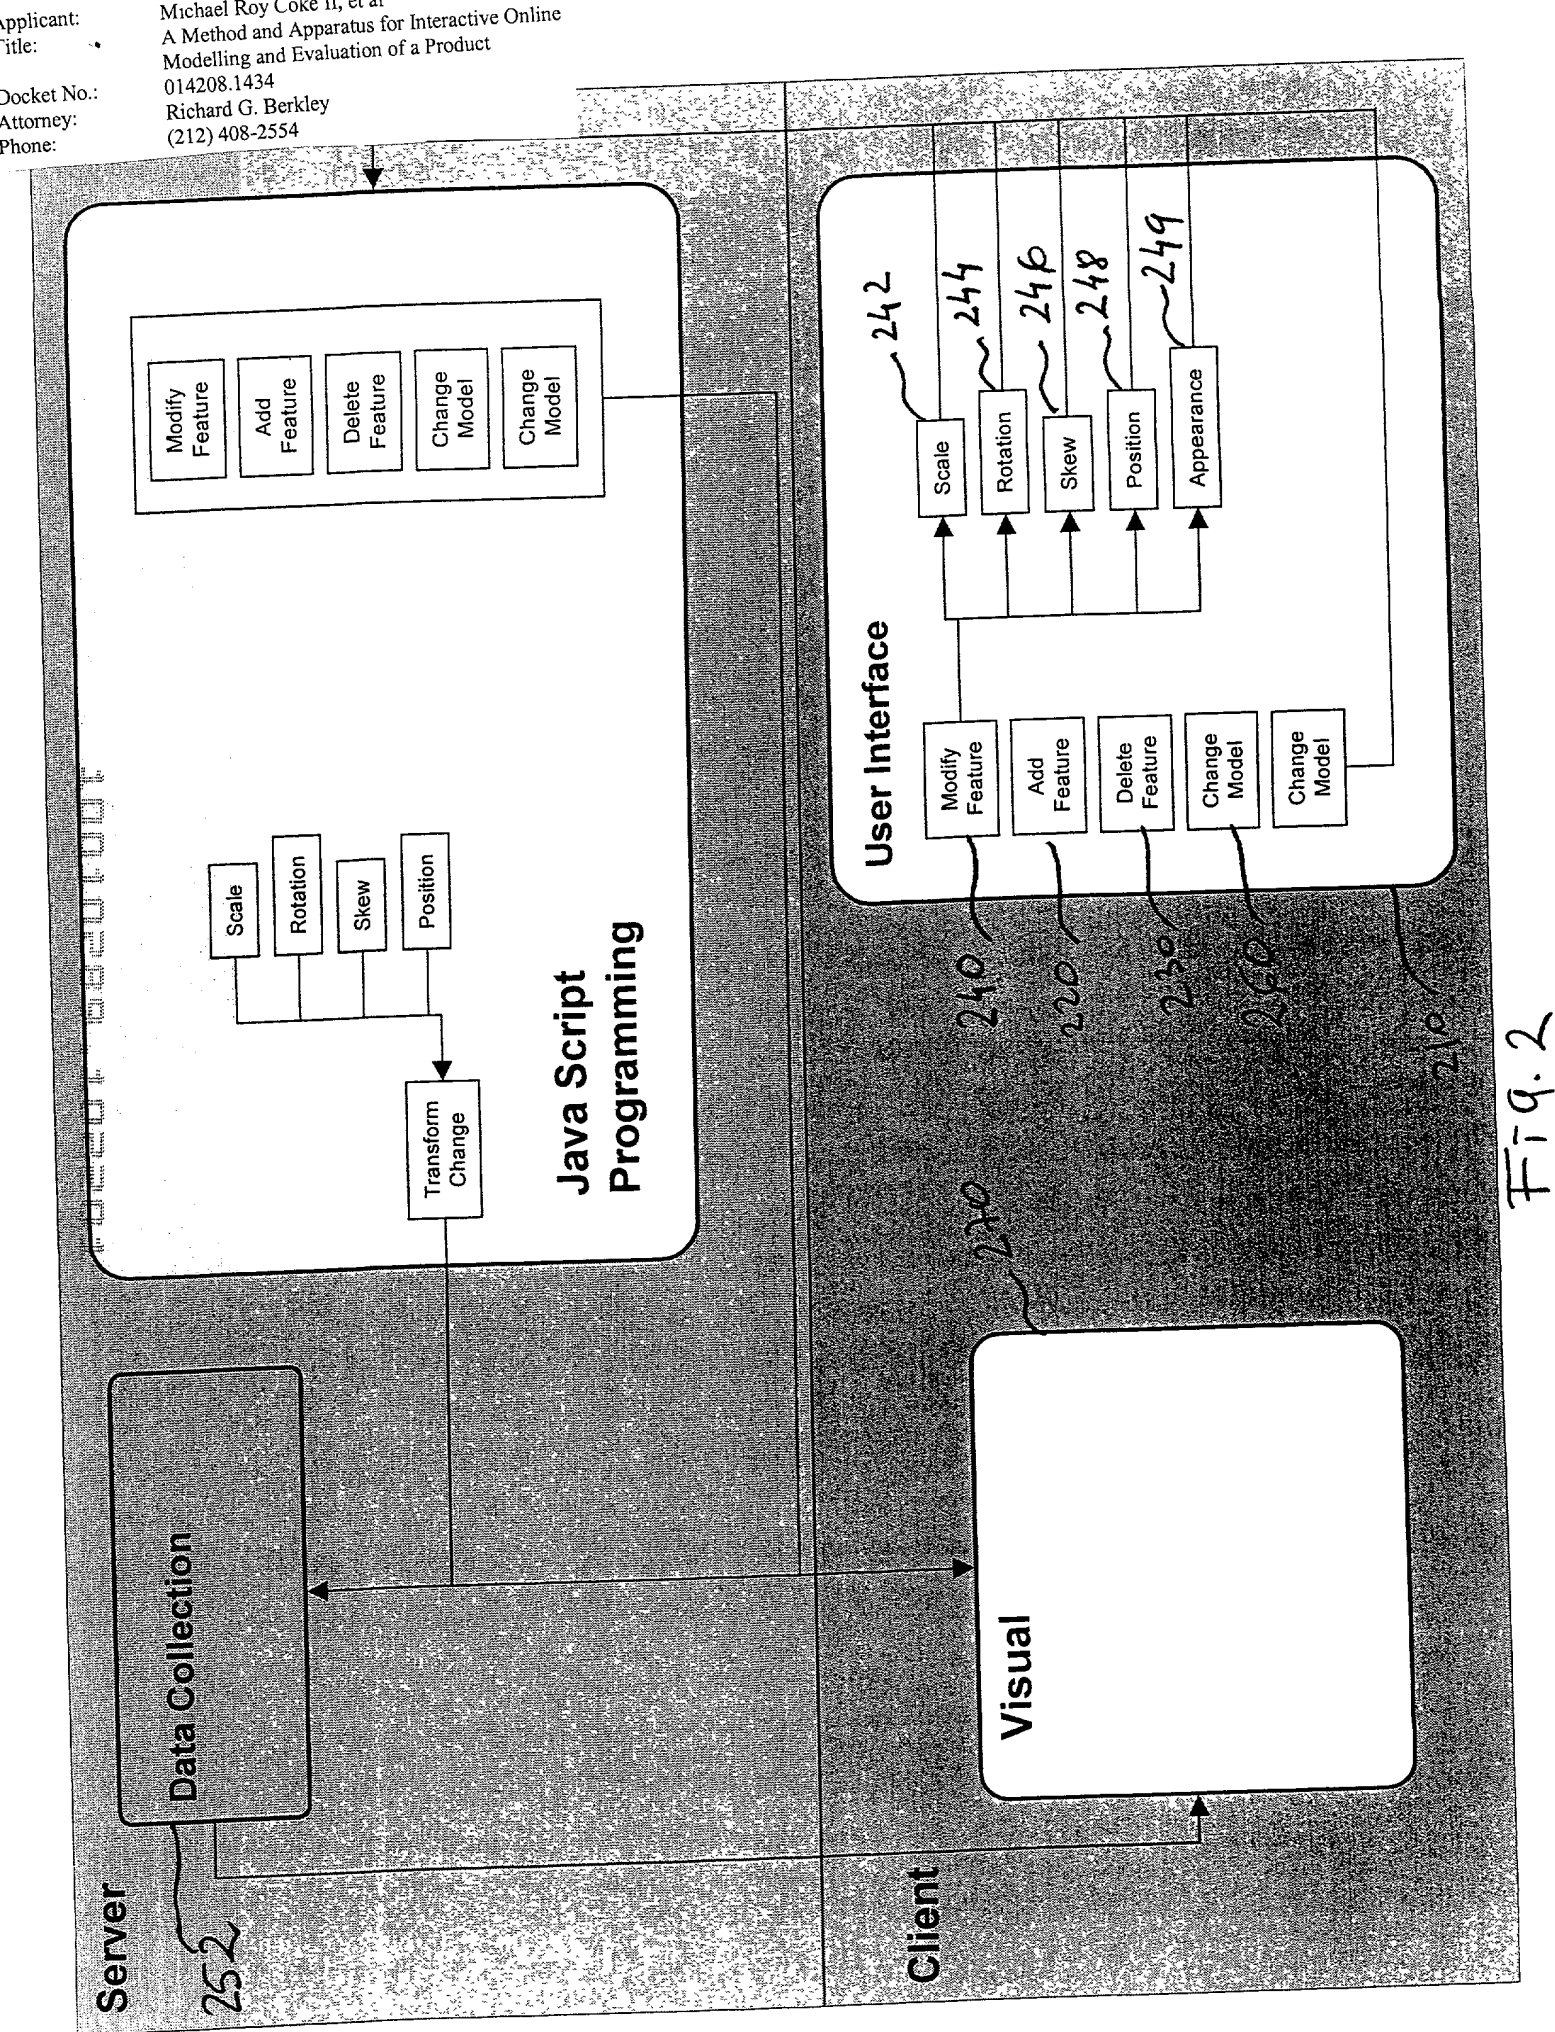 Applicant: Michael Roy Coke II, et al
Title: A Method and Apparatus for Interactive Online
Modelling and Evaluation of a Product
Docket No.: 014208.1434
Attorney: Richard G. Berkley
Phone: (212) 408-2554
Server
252
Data Collection
Java Script
Programming
Transform
Change
Scale
Rotation
Skew
Position
Modify
Feature
Add
Feature
Delete
Feature
Change
Model
Change
Model
Client
Visual
270
User Interface
210
Modify
Feature
240
Add
Feature
220
Delete
Feature
230
Change
Model
260
Change
Model
Scale
242
Rotation
244
Skew
246
Position
248
Appearance
249
Fig. 2